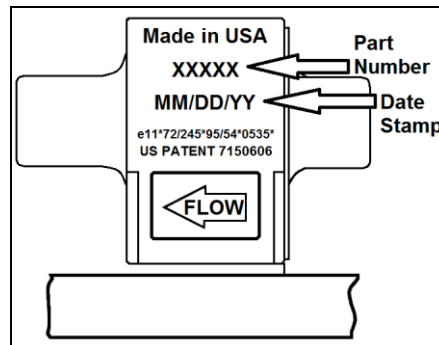 Made in USA
XXXXX
Part
Number
MM/DD/YY
Date
Stamp
e11*72/245*95/54*0535*
US PATENT 7150606
FLOW